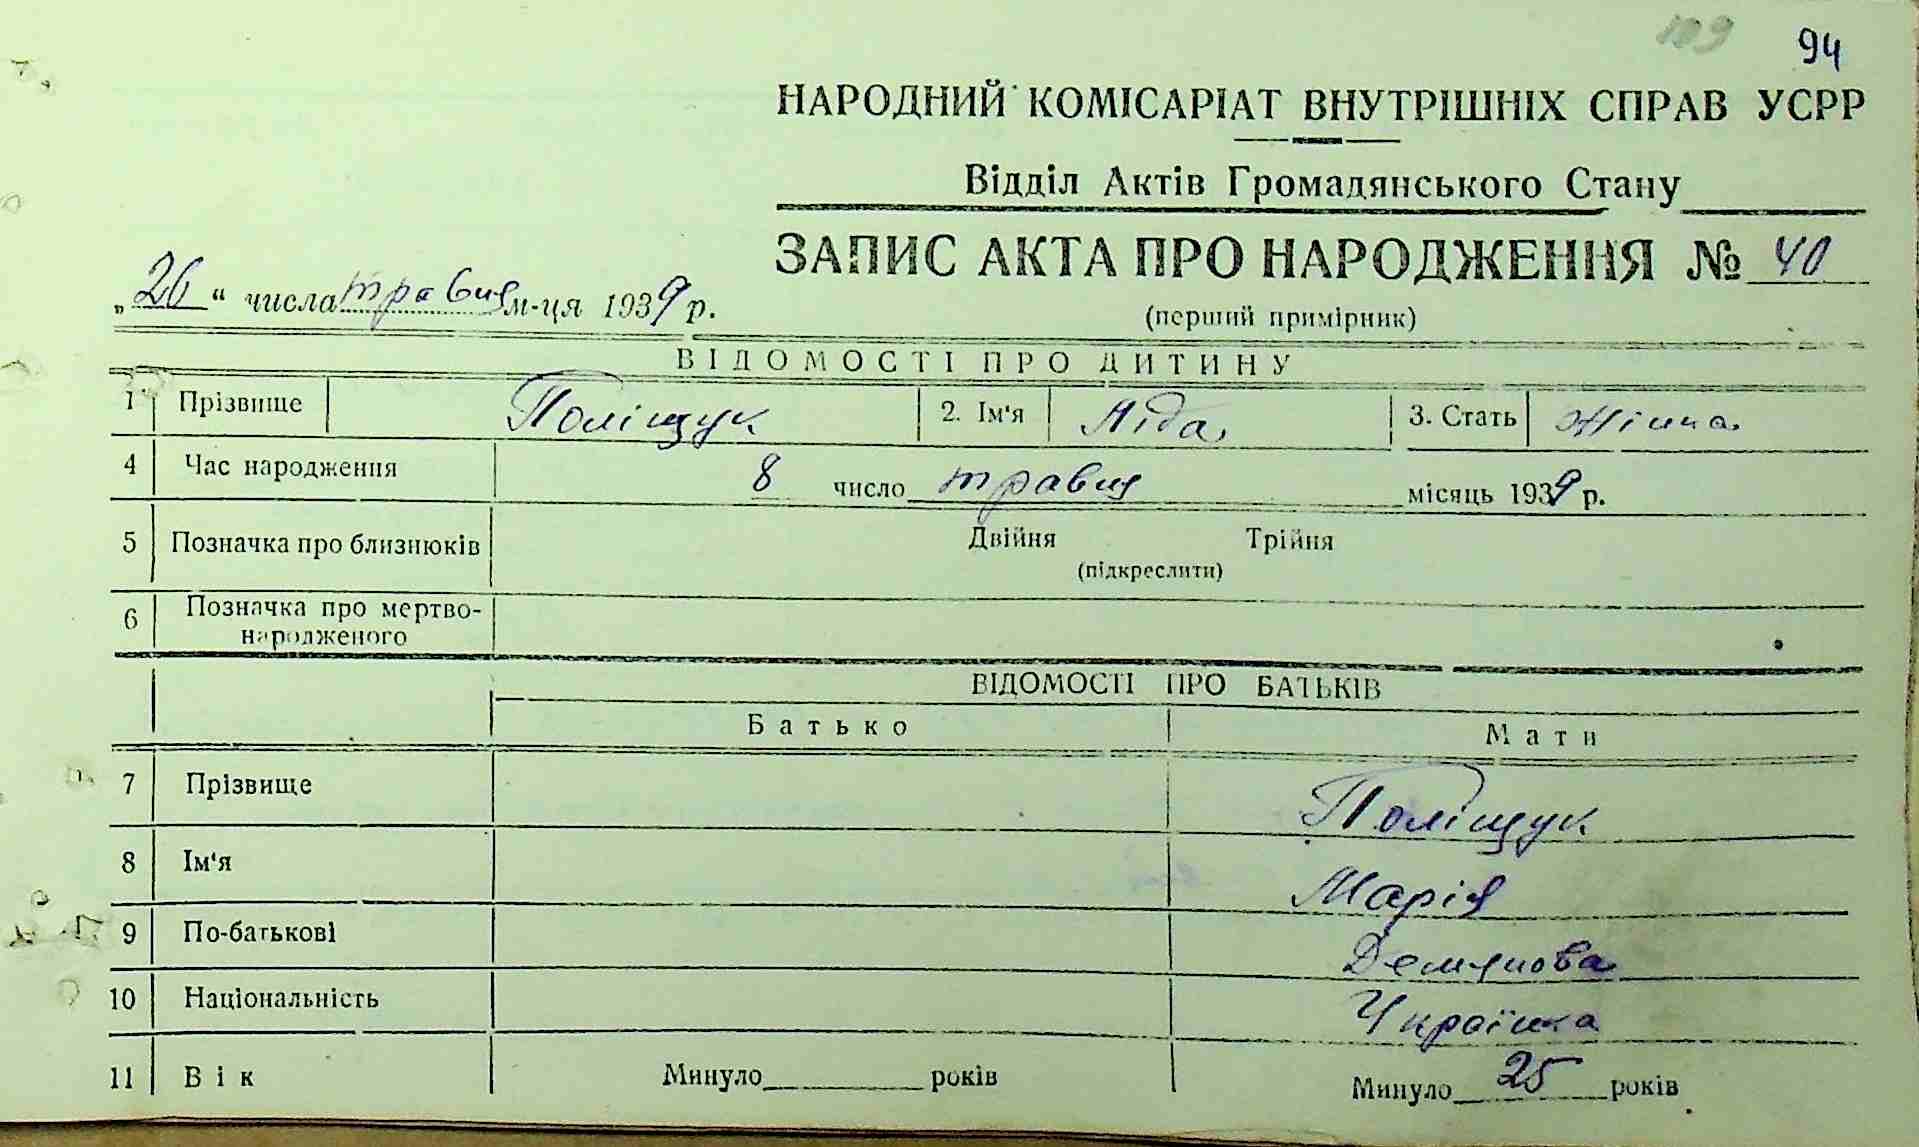 109 94
НАРОДНИЙ КОМІСАРІАТ ВНУТРІШНІХ СПРАВ УСРР
Відділ Актів Громадянського Стану
ЗАПИС АКТА ПРО НАРОДЖЕННЯ № 40
„26“ числа травня м-ця 1939 р.
(перший примірник)
ВІДОМОСТІ ПРО ДИТИНУ
1 Прізвище Поліщук 2. Ім'я Аіда 3. Стать Жінка
4 Час народження 8 число травня місяць 1939 р.
5 Позначка про близнюків Двійня Трійня
(підкреслити)
6 Позначка про мертво-
народженого
ВІДОМОСТІ ПРО БАТЬКІВ
Батько Мати
7 Прізвище Поліщук
8 Ім'я Марія
9 По-батькові Демянова
10 Національність Українка
11 Вік Минуло років Минуло 25 років